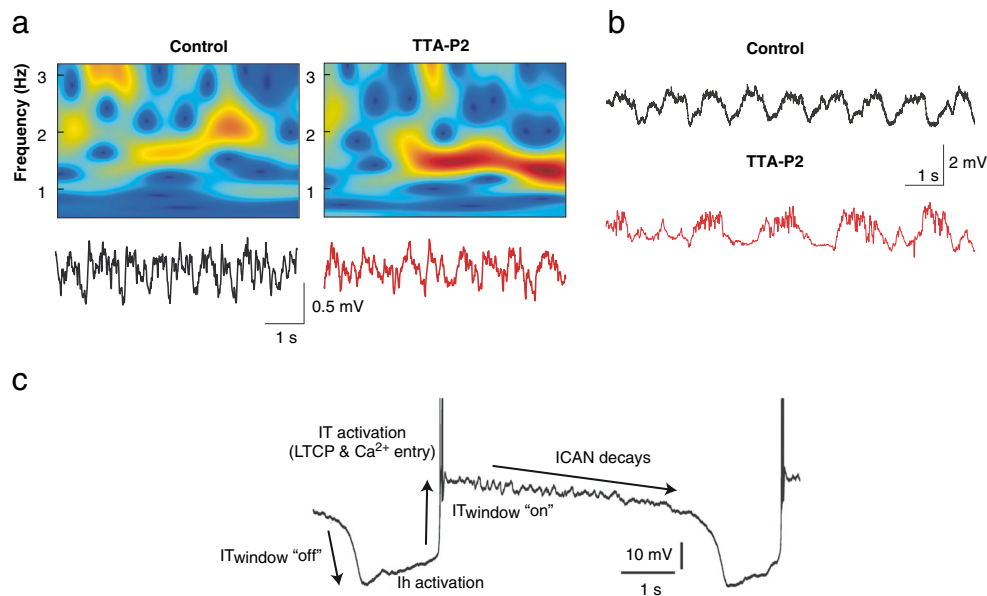 a
Control
TTA-P2
Frequency (Hz)
3
2
1
3
2
1
0.5 mV
1 s
b
Control
TTA-P2
2 mV
1 s
c
IT activation
(LTCP & Ca²⁺ entry)
ICAN decays
ITwindow “on”
ITwindow “off”
Ih activation
10 mV
1 s